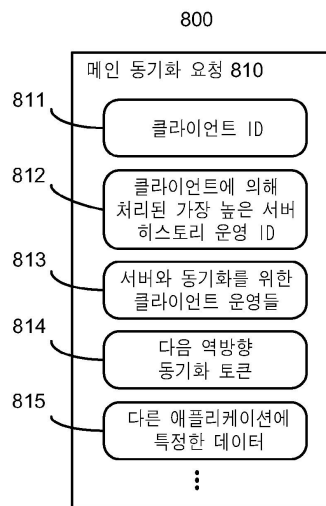 800
메인 동기화 요청 810
811
클라이언트 ID
812
클라이언트에 의해
처리된 가장 높은 서버
히스토리 운영 ID
813
서버와 동기화를 위한
클라이언트 운영들
814
다음 역방향
동기화 토큰
815
다른 애플리케이션에
특정한 데이터